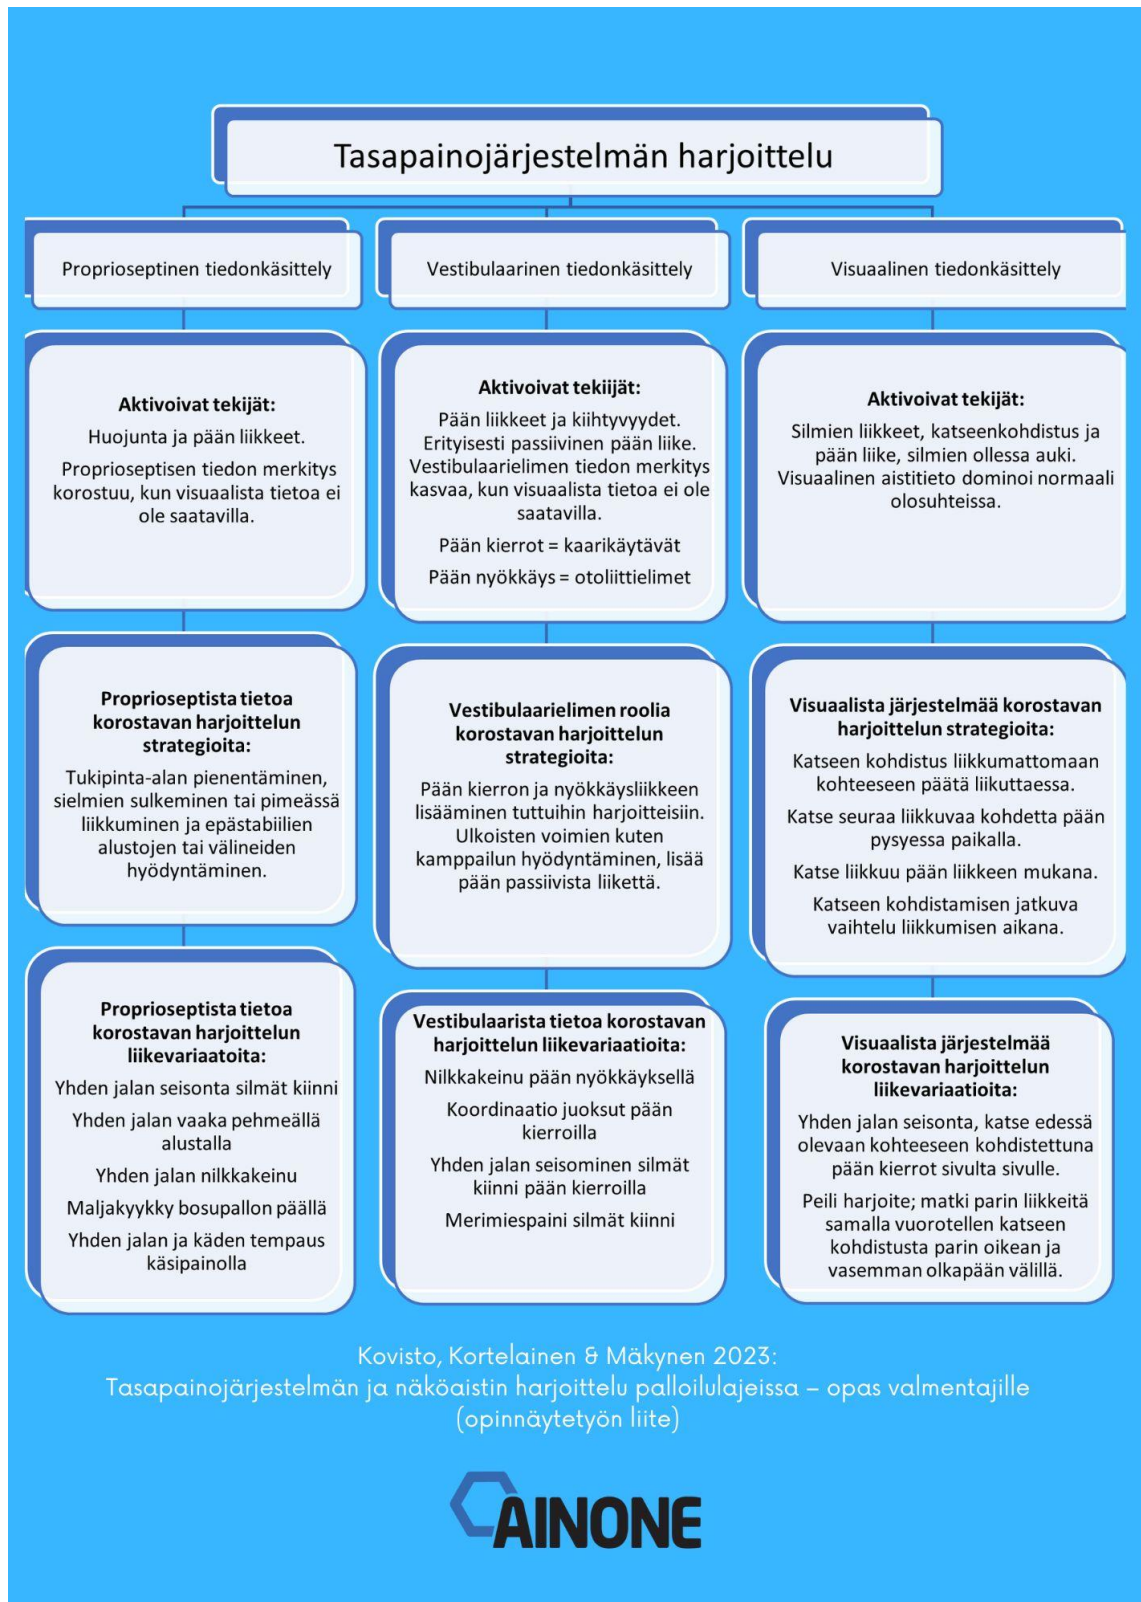 Tasapainojärjestelmän harjoittelu
Proprioseptinen tiedonkäsittely
Aktivoivat tekijät:
Huojunta ja pään liikkeet.
Proprioseptisen tiedon merkitys
korostuu, kun visuaalista tietoa ei
ole saatavilla.
Proprioseptista tietoa
korostavan harjoittelun
strategioita:
Tukipinta-alan pienentäminen,
sielmien sulkeminen tai pimeässä
liikkuminen ja epästabiilien
alustojen tai välineiden
hyödyntäminen.
Proprioseptista tietoa
korostavan harjoittelun
liikevariaatoita:
Yhden jalan seisonta silmät kiinni
Yhden jalan vaaka pehmeällä
alustalla
Yhden jalan nilkkakeinu
Maljakyykky bosupallon päällä
Yhden jalan ja käden tempaus
käsipainolla
Vestibulaarinen tiedonkäsittely
Aktivoivat tekiijät:
Pään liikkeet ja kiihtyvyydet.
Erityisesti passiivinen pään liike.
Vestibulaarielimen tiedon merkitys
kasvaa, kun visuaalista tietoa ei ole
saatavilla.
Pään kierrot = kaarikäytävät
Pään nyökkäys = otoliittielimet
Vestibulaarielimen roolia
korostavan harjoittelun
strategioita:
Pään kierron ja nyökkäysliikkeen
lisääminen tuttuihin harjoitteisiin.
Ulkoisten voimien kuten
kamppailun hyödyntäminen, lisää
pään passiivista liikettä.
Vestibulaarista tietoa korostavan
harjoittelun liikevariaatioita:
Nilkkakeinu pään nyökkäyksellä
Koordinaatio juoksut pään
kierroilla
Yhden jalan seisominen silmät
kiinni pään kierroilla
Merimiespaini silmät kiinni
Visuaalinen tiedonkäsittely
Aktivoivat tekijät:
Silmien liikkeet, katseenkohdistus ja
pään liike, silmien ollessa auki.
Visuaalinen aistitieto dominoi normaali
olosuhteissa.
Visuaalista järjestelmää korostavan
harjoittelun strategioita:
Katseen kohdistus liikkumattomaan
kohteeseen päätä liikuttaessa.
Katse seuraa liikkuvaa kohdetta pään
pysyessa paikalla.
Katse liikkuu pään liikkeen mukana.
Katseen kohdistamisen jatkuva
vaihtelu liikkumisen aikana.
Visuaalista järjestelmää
korostavan harjoittelun
liikevariaatioita:
Yhden jalan seisonta, katse edessä
olevaan kohteeseen kohdistettuna
pään kierrot sivulta sivulle.
Peili harjoite; matki parin liikkeitä
samalla vuorotellen katseen
kohdistusta parin oikean ja
vasemman olkapään välillä.
Kovisto, Kortelainen & Mäkynen 2023:
Tasapainojärjestelmän ja näköaistin harjoittelu palloilulajeissa – opas valmentajille
(opinnäytetyön liite)
AINONE